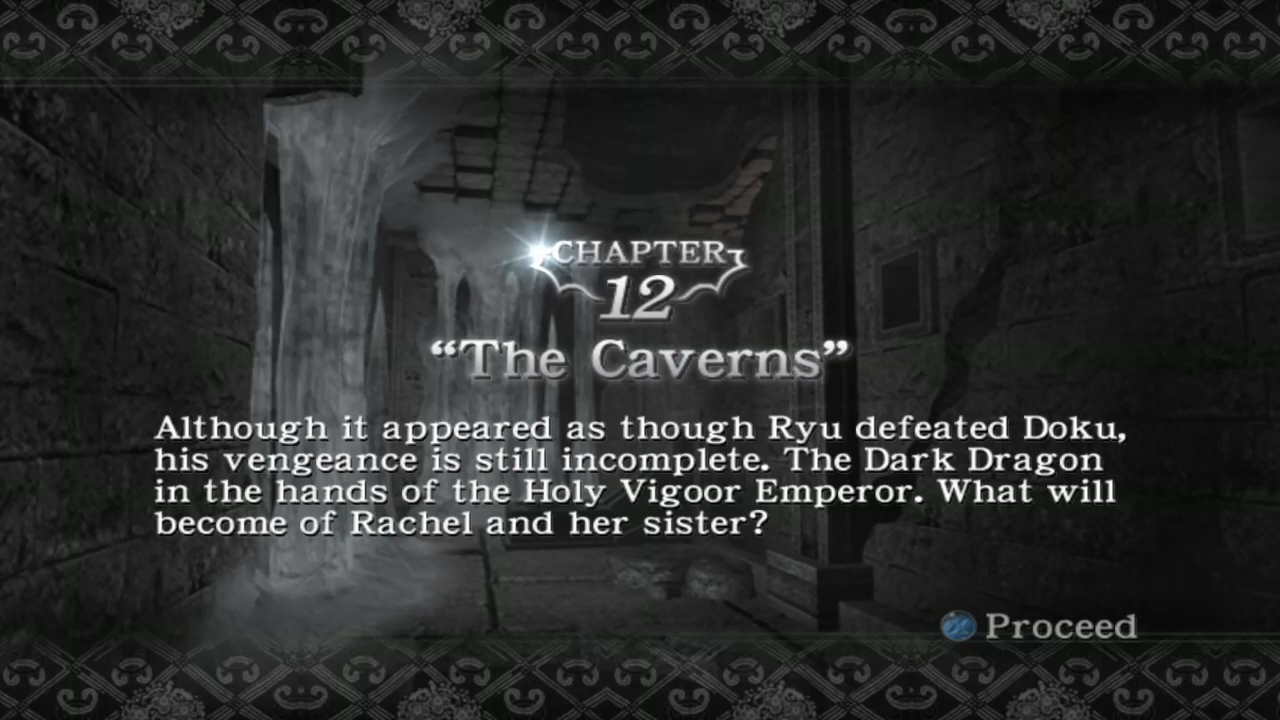 CHAPTER
12
“The Caverns”
Although it appeared as though Ryu defeated Doku,
his vengeance is still incomplete. The Dark Dragon
in the hands of the Holy Vigoor Emperor. What will
become of Rachel and her sister?
Proceed